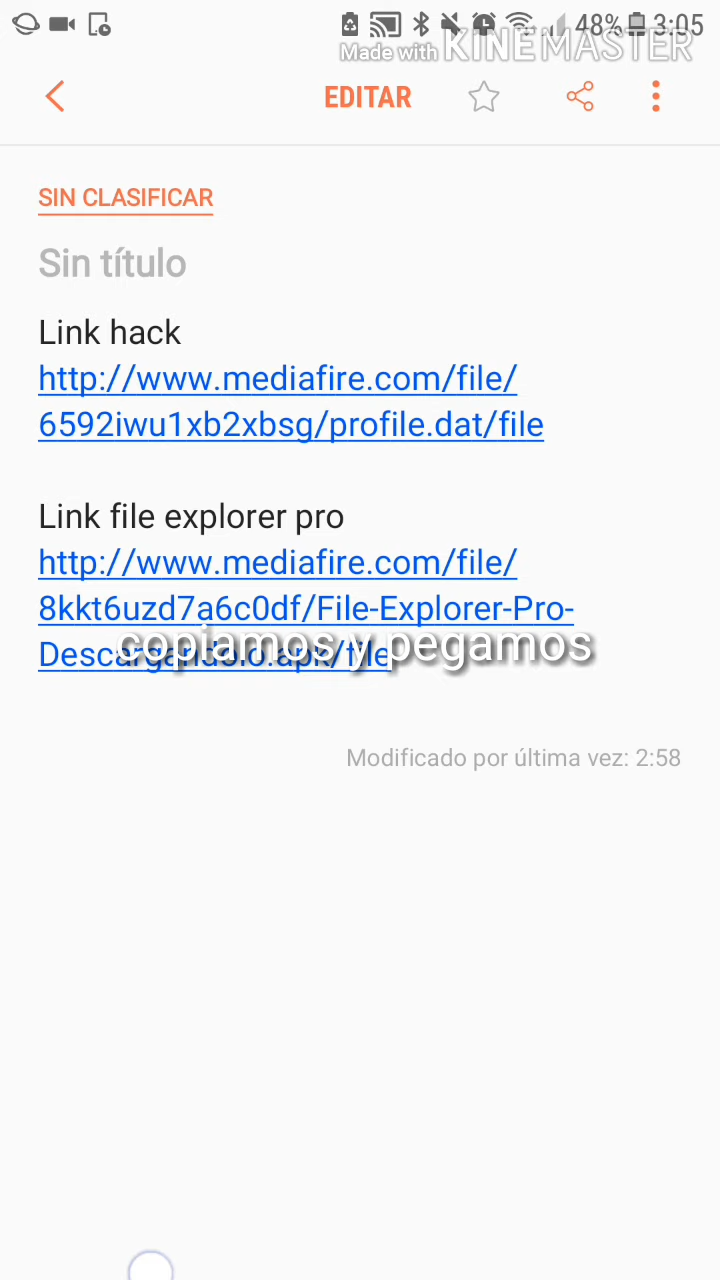 48% 3:05
Made with KINEMASTER
EDITAR
SIN CLASIFICAR
Sin título
Link hack
http://www.mediafire.com/file/
6592iwu1xb2xbsg/profile.dat/file
Link file explorer pro
http://www.mediafire.com/file/
8kkt6uzd7a6c0df/File-Explorer-Pro-
Descargandolo.apk/file
copiamos y pegamos
Modificado por última vez: 2:58